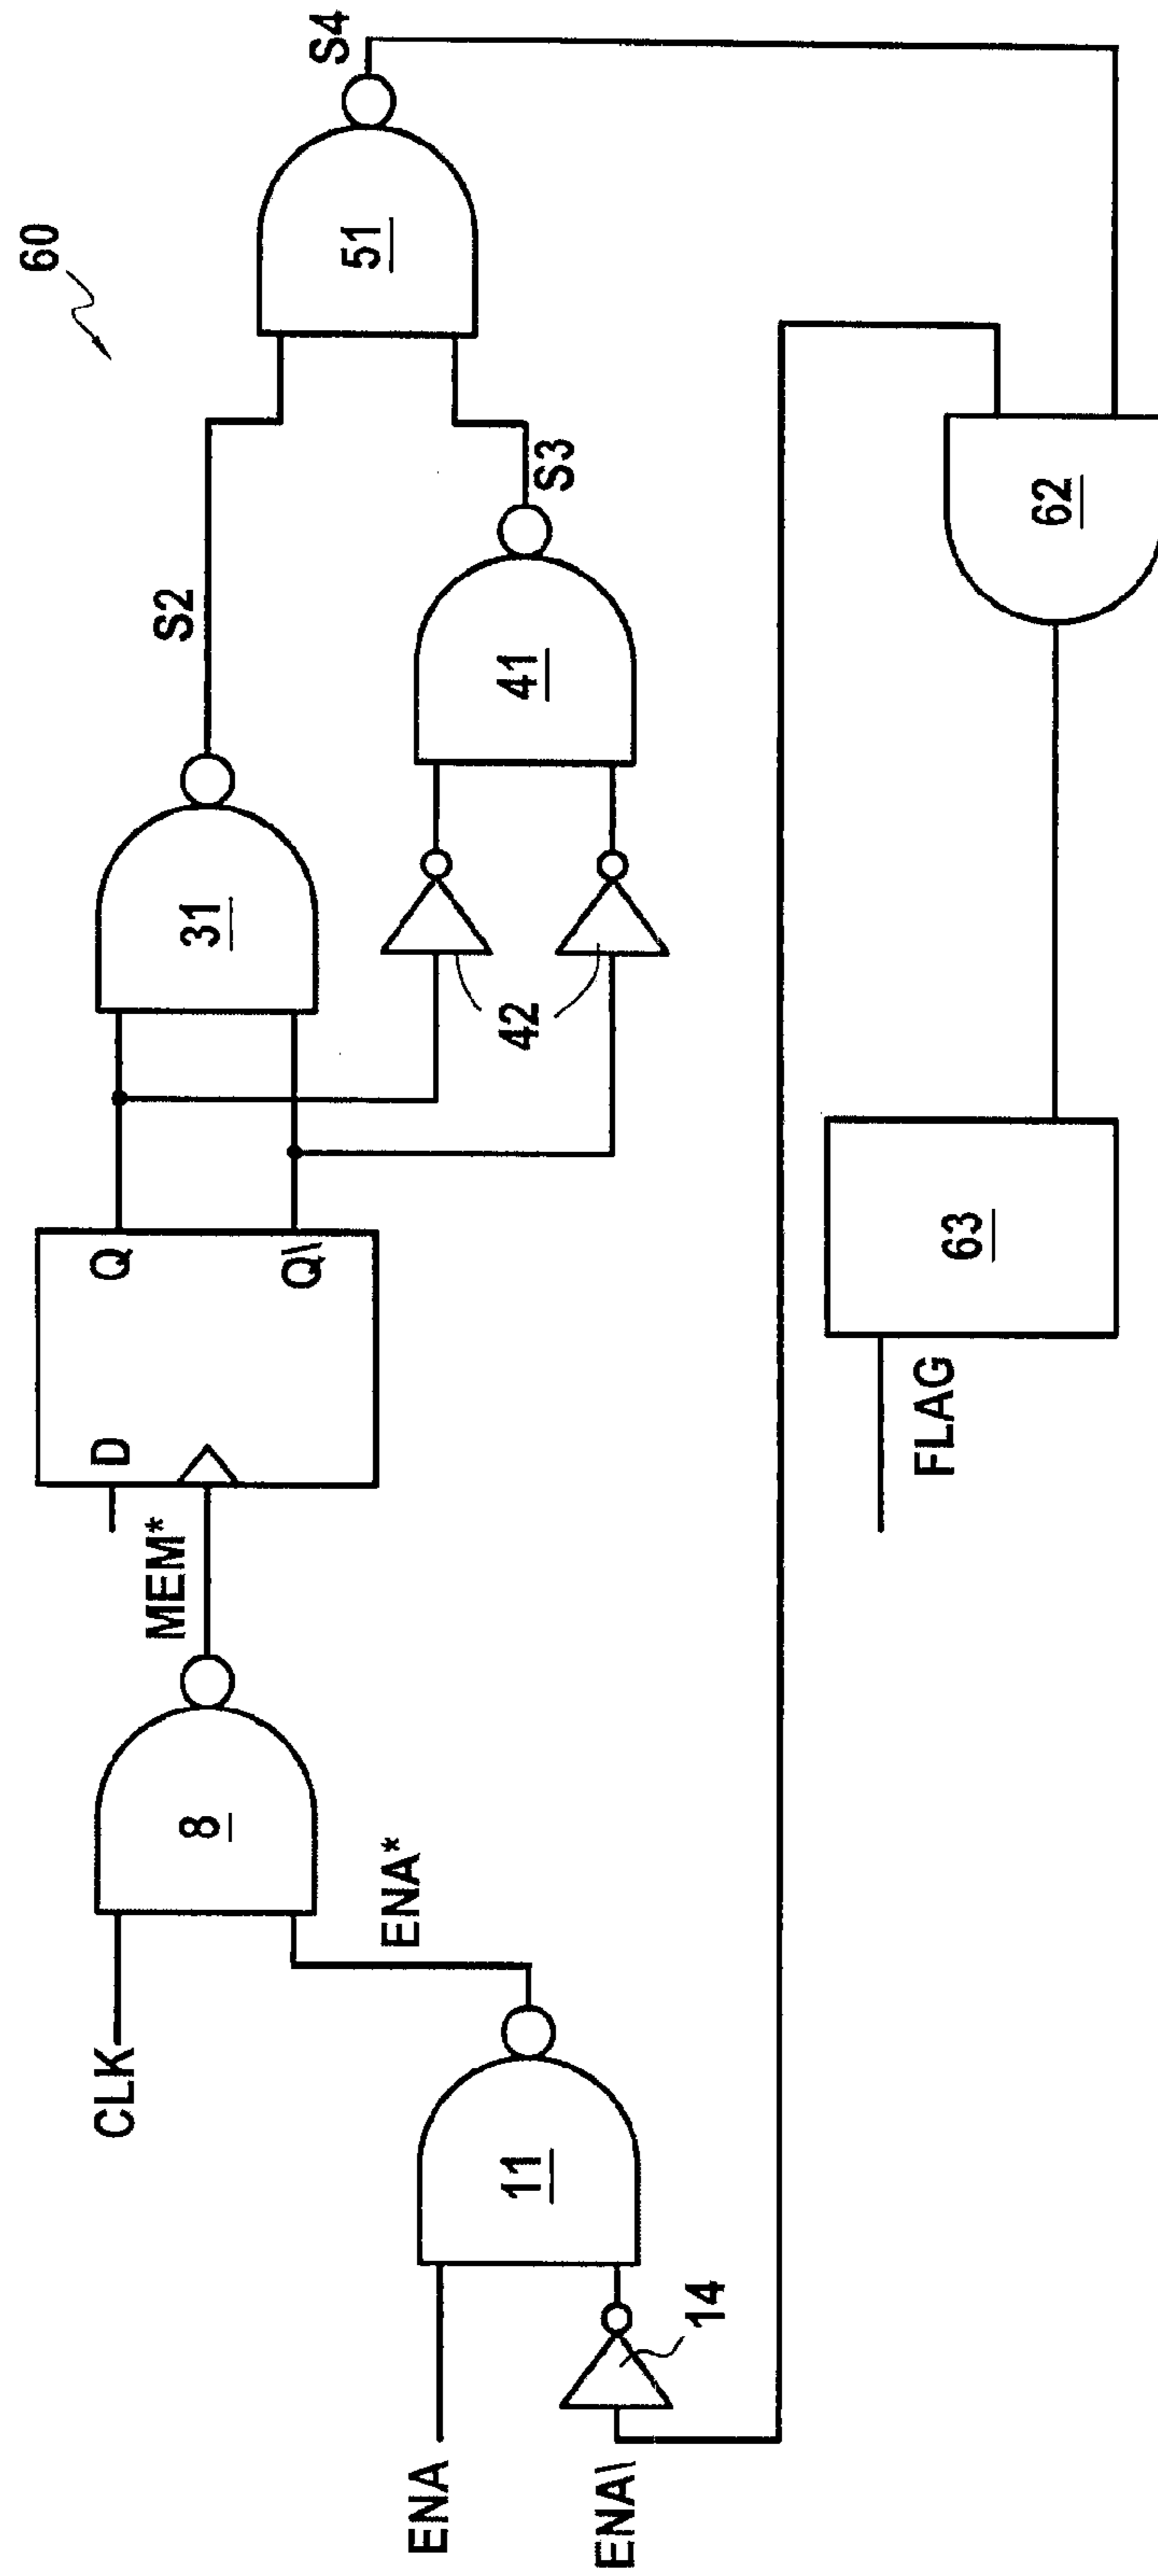 60
CLK
8
MEM*
D
Q
Q\
31
S2
51
S4
ENA
11
ENA*
42
41
S3
ENA\
14
FLAG
63
62